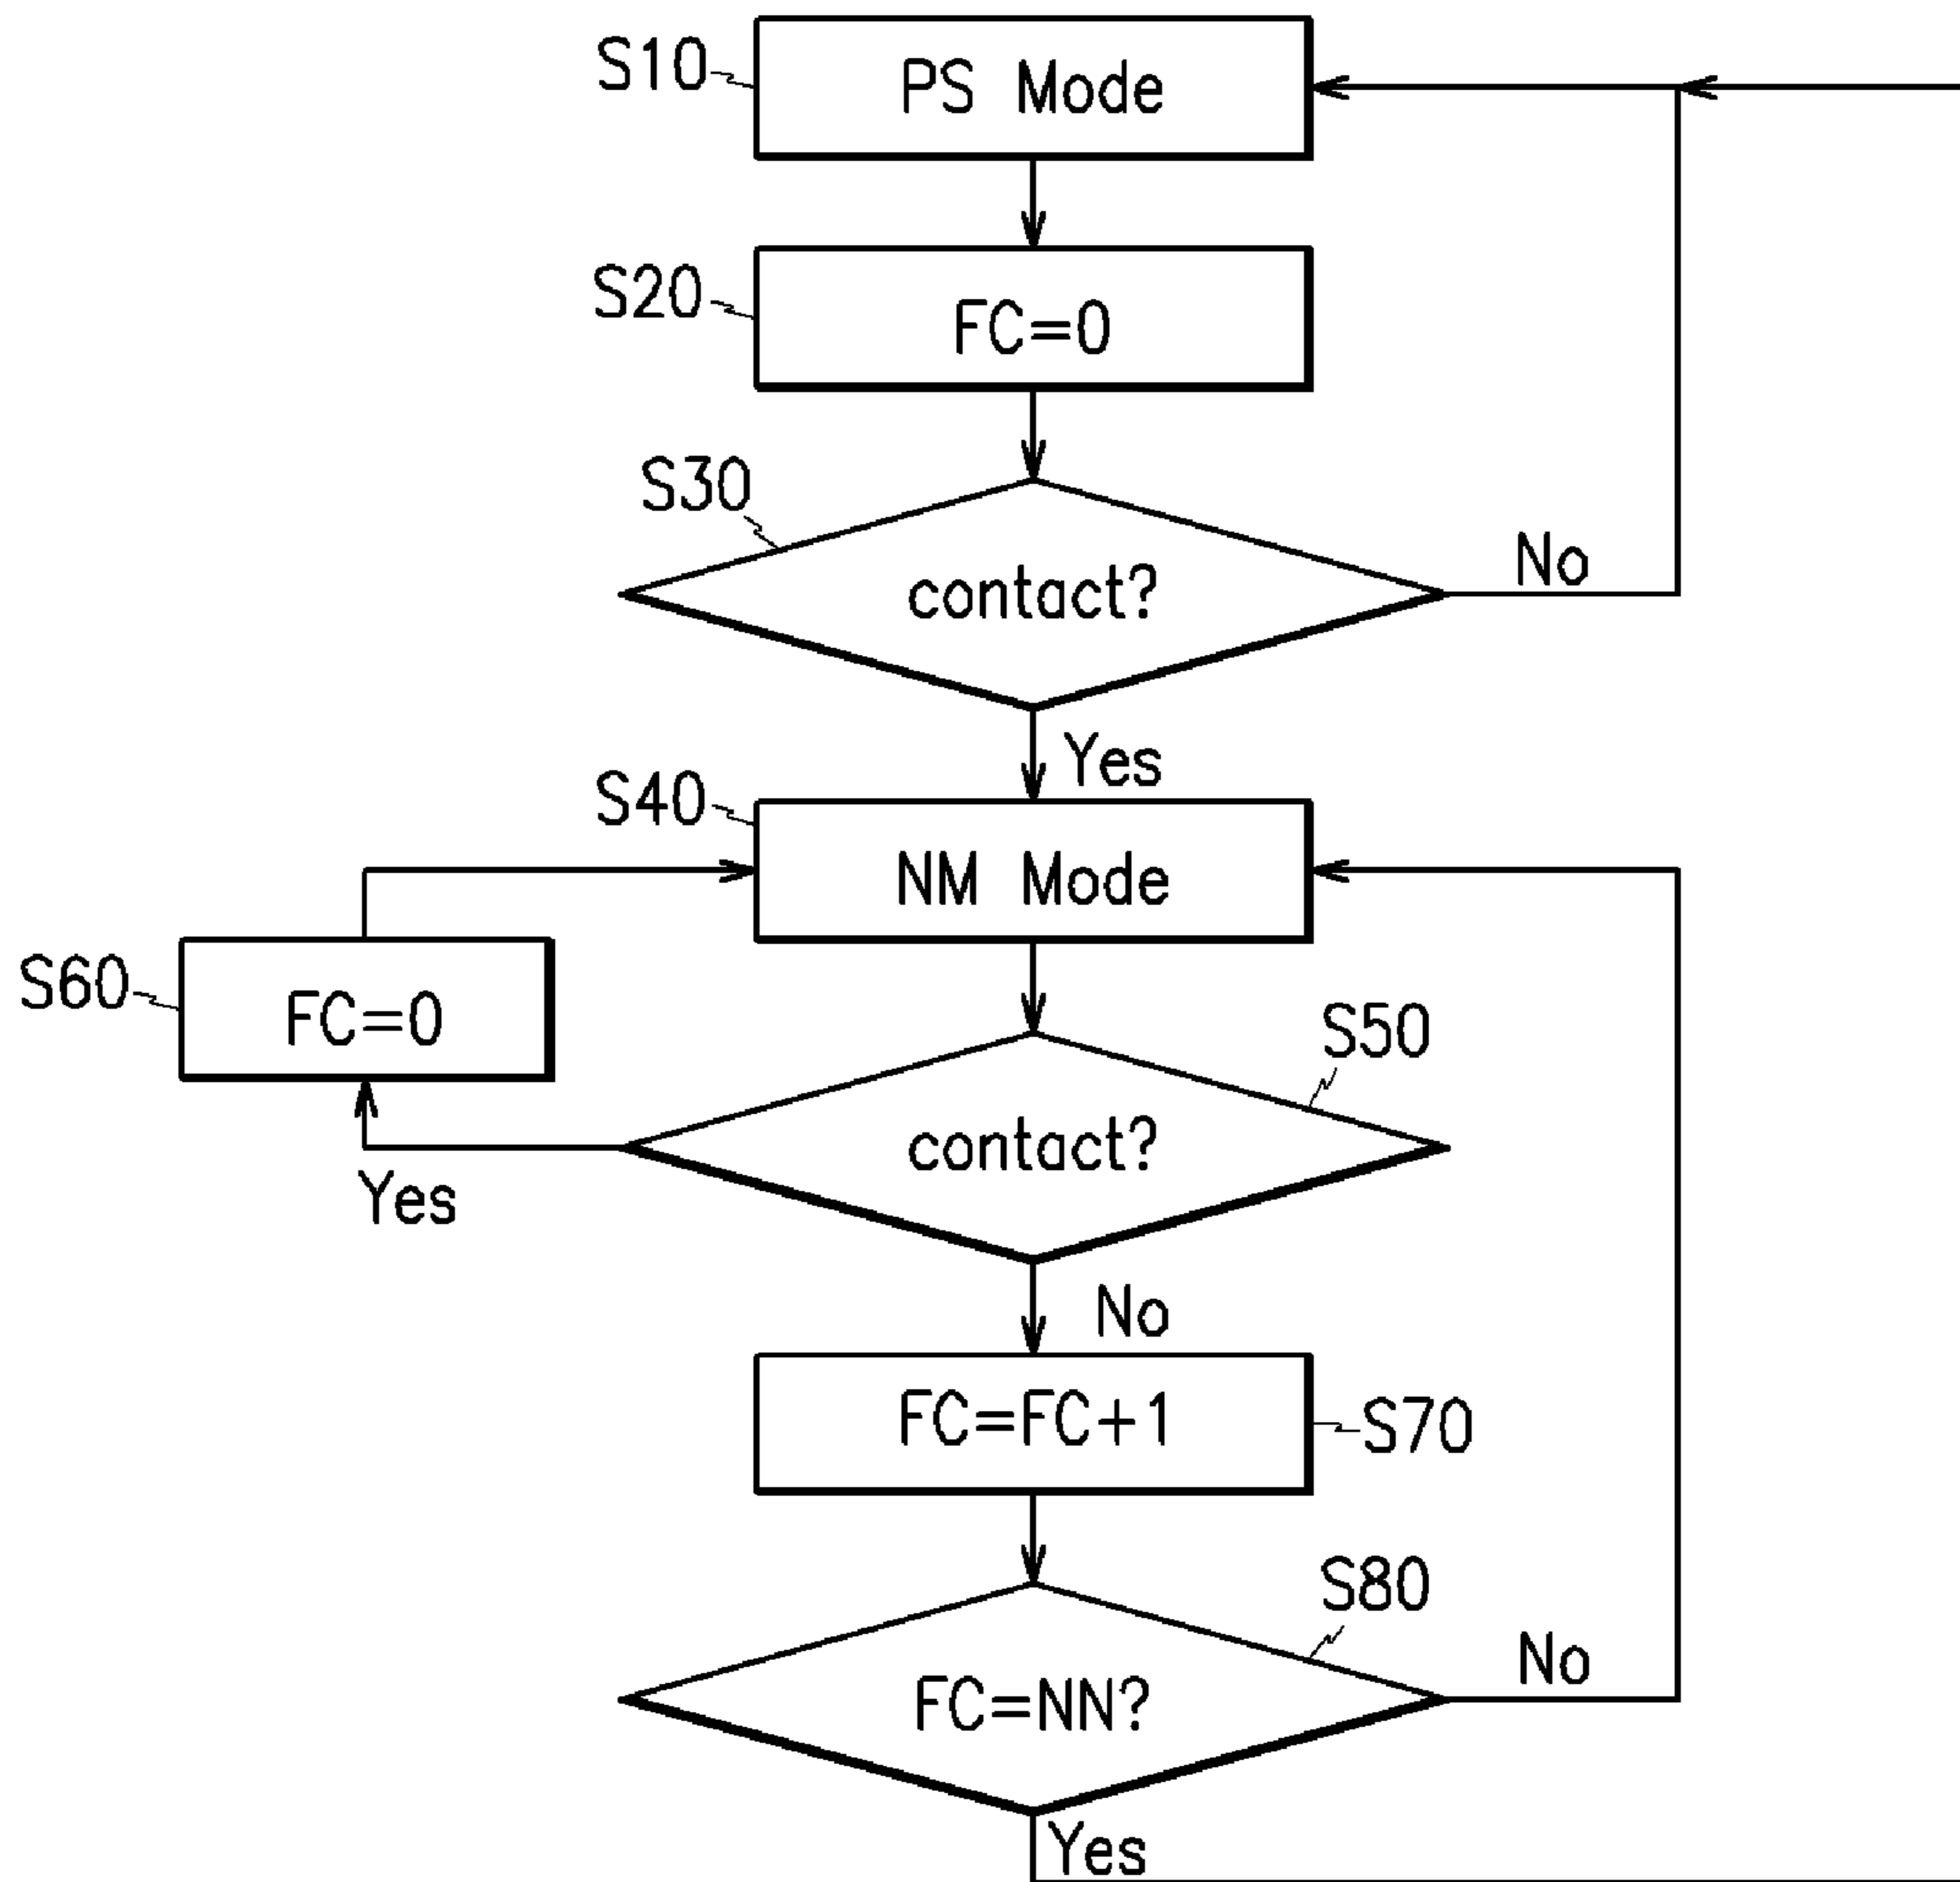 S10
PS Mode
S20
FC=0
S30
contact?
No
Yes
S40
NM Mode
S60
FC=0
S50
contact?
Yes
No
FC=FC+1
S70
S80
FC=NN?
No
Yes